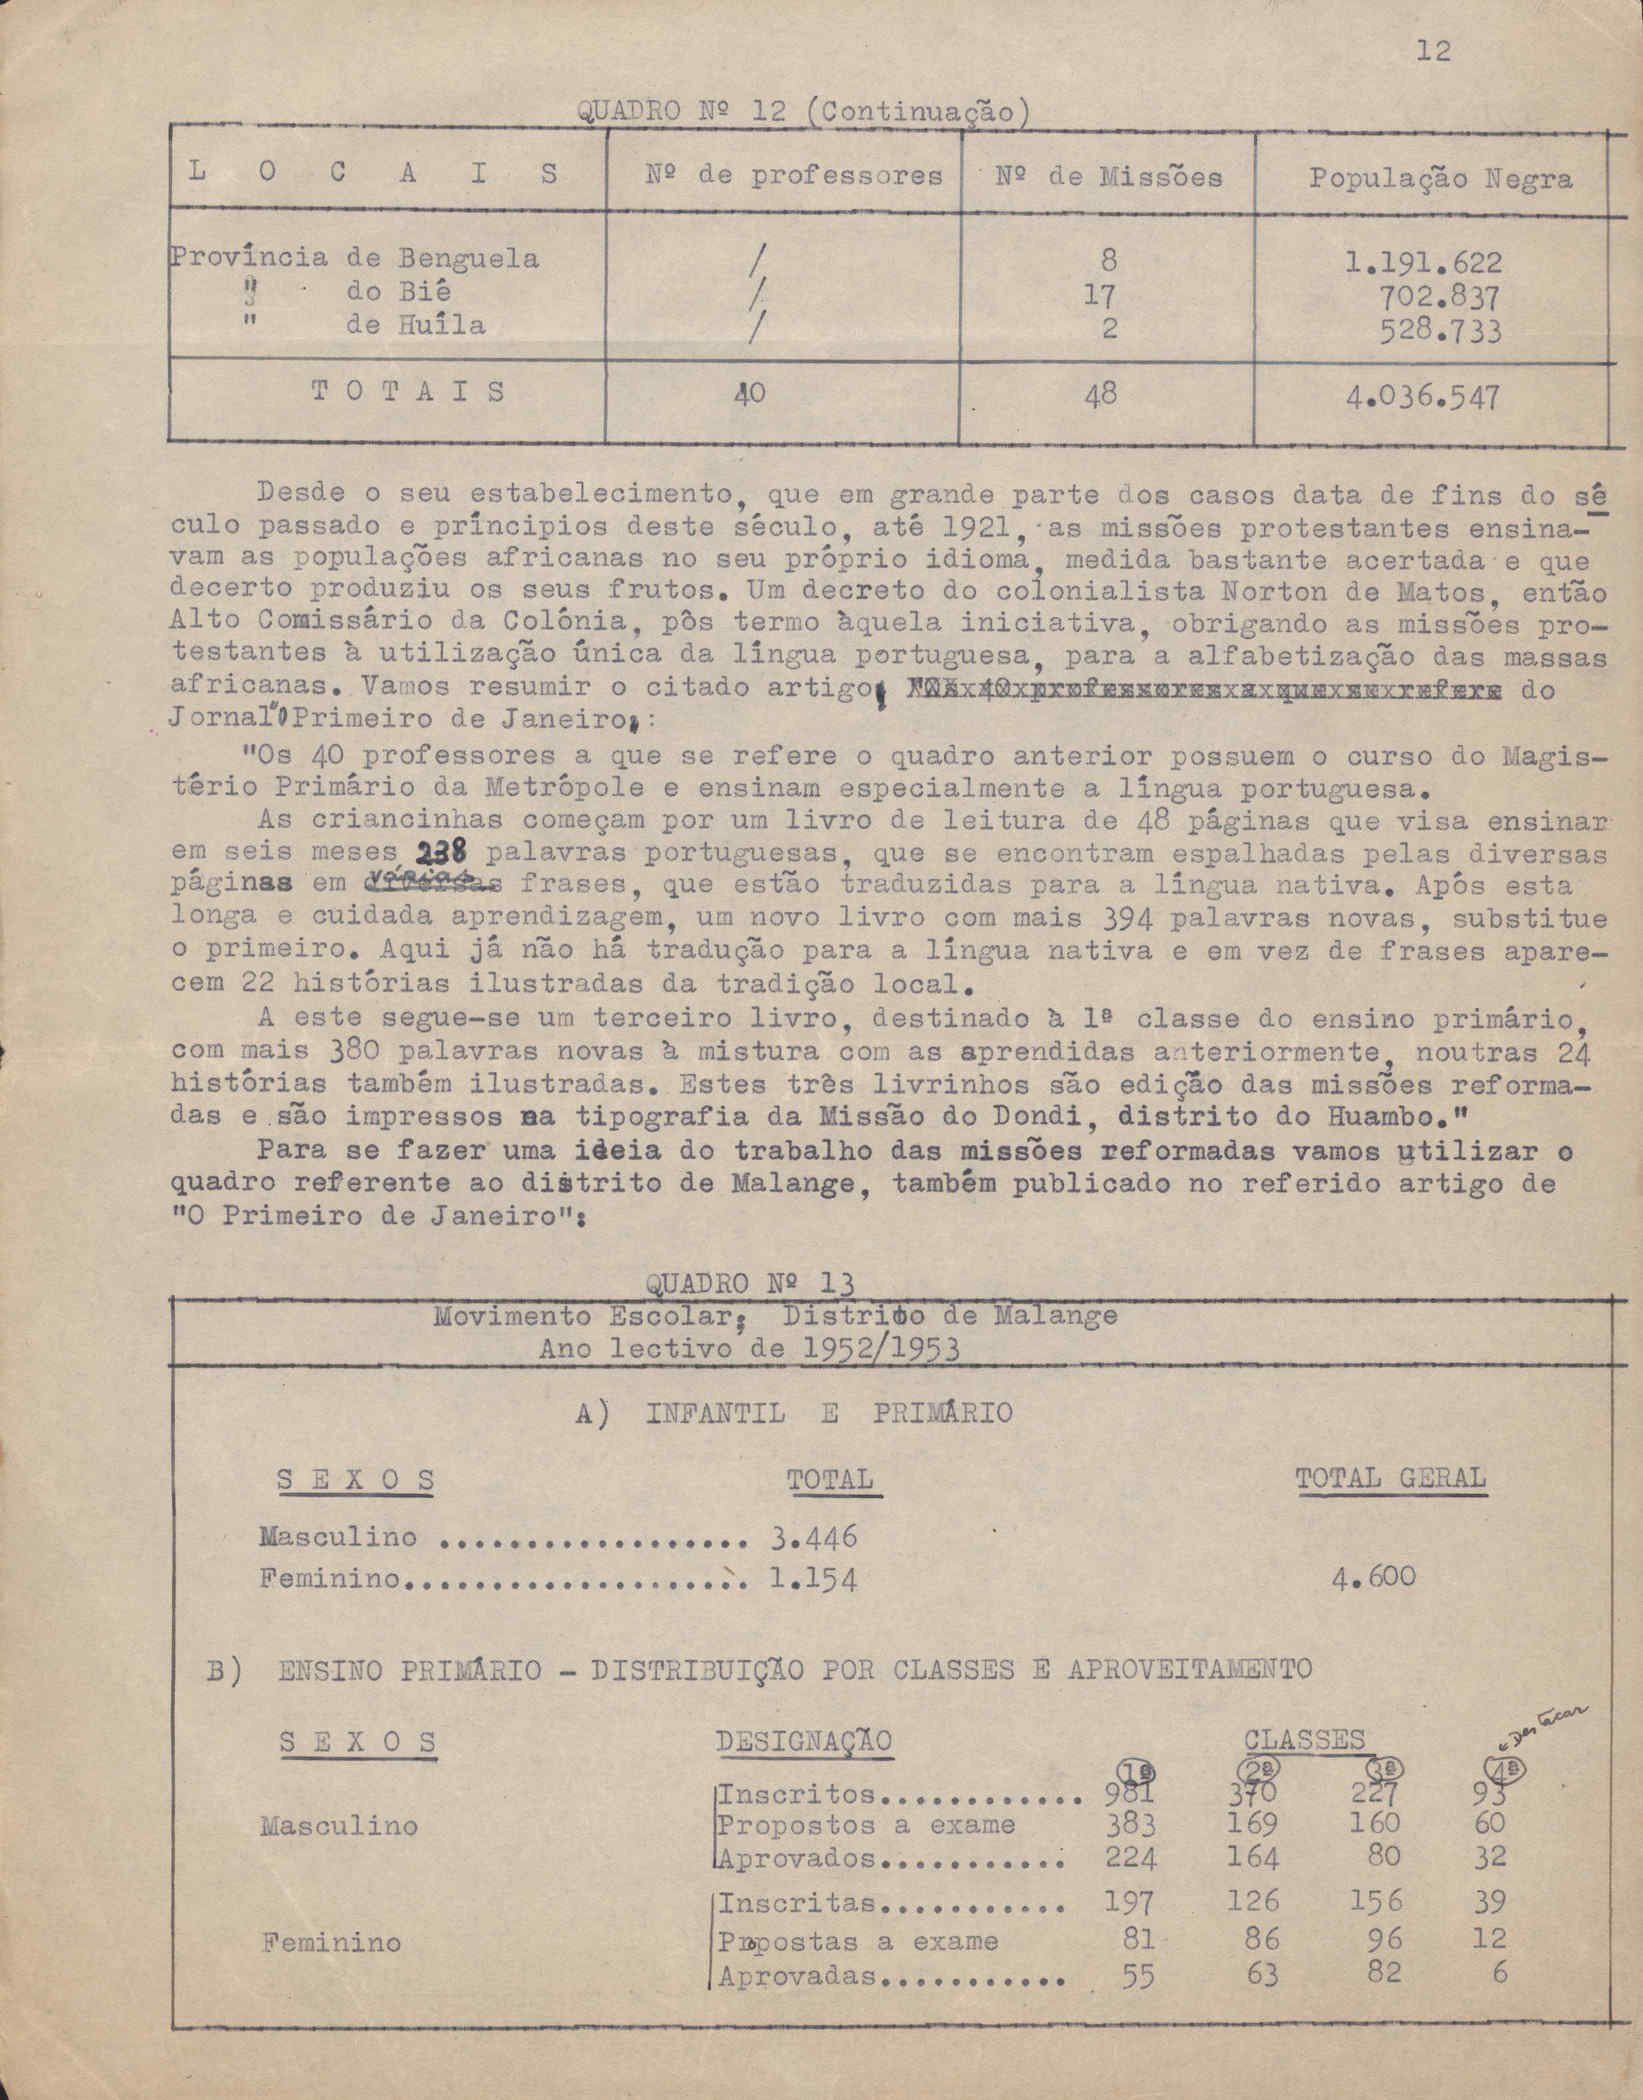 12
QUADRO Nº 12 (Continuação)
L O C A I S Nº de professores Nº de Missões População Negra
Província de Benguela / 8 1.191.622
" do Bié / 17 702.837
" de Huíla / 2 528.733
T O T A I S 40 48 4.036.547
Desde o seu estabelecimento, que em grande parte dos casos data de fins do sé
culo passado e príncipios deste século, até 1921, as missões protestantes ensina-
vam as populações africanas no seu próprio idioma, medida bastante acertada e que
decerto produziu os seus frutos. Um decreto do colonialista Norton de Matos, então
Alto Comissário da Colónia, pôs termo àquela iniciativa, obrigando as missões pro-
testantes à utilização única da língua portuguesa, para a alfabetização das massas
africanas. Vamos resumir o citado artigo, 40 professores a que se refere do
Jornal "O Primeiro de Janeiro":
"Os 40 professores a que se refere o quadro anterior possuem o curso do Magis-
tério Primário da Metrópole e ensinam especialmente a língua portuguesa.
As criancinhas começam por um livro de leitura de 48 páginas que visa ensinar
em seis meses 238 palavras portuguesas, que se encontram espalhadas pelas diversas
páginas em diversas várias frases, que estão traduzidas para a língua nativa. Após esta
longa e cuidada aprendizagem, um novo livro com mais 394 palavras novas, substitue
o primeiro. Aqui já não há tradução para a língua nativa e em vez de frases apare-
cem 22 histórias ilustradas da tradição local.
A este segue-se um terceiro livro, destinado à 1ª classe do ensino primário,
com mais 380 palavras novas à mistura com as aprendidas anteriormente, noutras 24
histórias também ilustradas. Estes três livrinhos são edição das missões reforma-
das e são impressos na tipografia da Missão do Dondi, distrito do Huambo."
Para se fazer uma ideia do trabalho das missões reformadas vamos utilizar o
quadro referente ao distrito de Malange, também publicado no referido artigo de
"O Primeiro de Janeiro":
QUADRO Nº 13
Movimento Escolar; Distrito de Malange
Ano lectivo de 1952/1953
A) INFANTIL E PRIMÁRIO
S E X O S TOTAL TOTAL GERAL
Masculino .................. 3.446
Feminino.................... 1.154 4.600
B) ENSINO PRIMÁRIO - DISTRIBUIÇÃO POR CLASSES E APROVEITAMENTO
S E X O S DESIGNAÇÃO CLASSES Destacar
1ª 2ª 3ª 4ª
Inscritos............ 981 370 227 93
Masculino Propostos a exame 383 169 160 60
Aprovados........... 224 164 80 32
Inscritas........... 197 126 156 39
Feminino Propostas a exame 81 86 96 12
Aprovadas........... 55 63 82 6